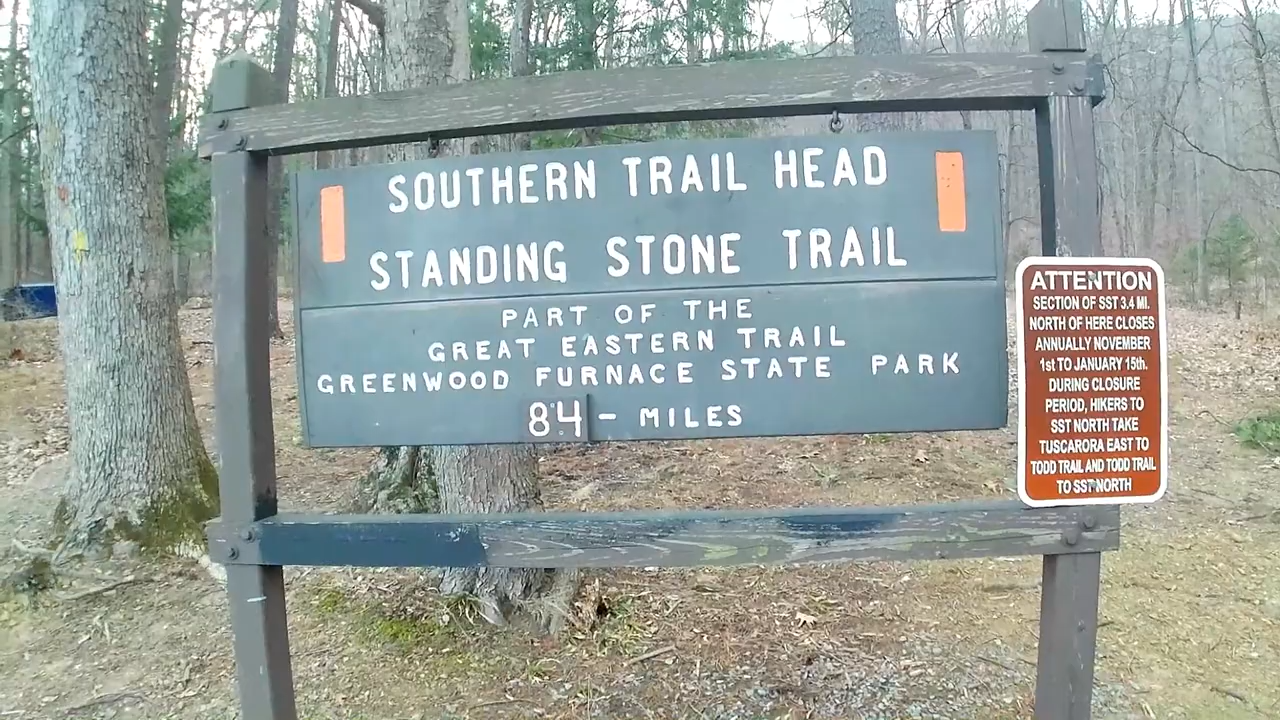 SOUTHERN TRAIL HEAD
STANDING STONE TRAIL
PART OF THE
GREAT EASTERN TRAIL
GREENWOOD FURNACE STATE PARK
84 - MILES
ATTENTION
SECTION OF SST 3.4 MI.
NORTH OF HERE CLOSES
ANNUALLY NOVEMBER
1st TO JANUARY 15th.
DURING CLOSURE
PERIOD, HIKERS TO
SST NORTH TAKE
TUSCARORA EAST TO
TODD TRAIL AND TODD TRAIL
TO SST NORTH